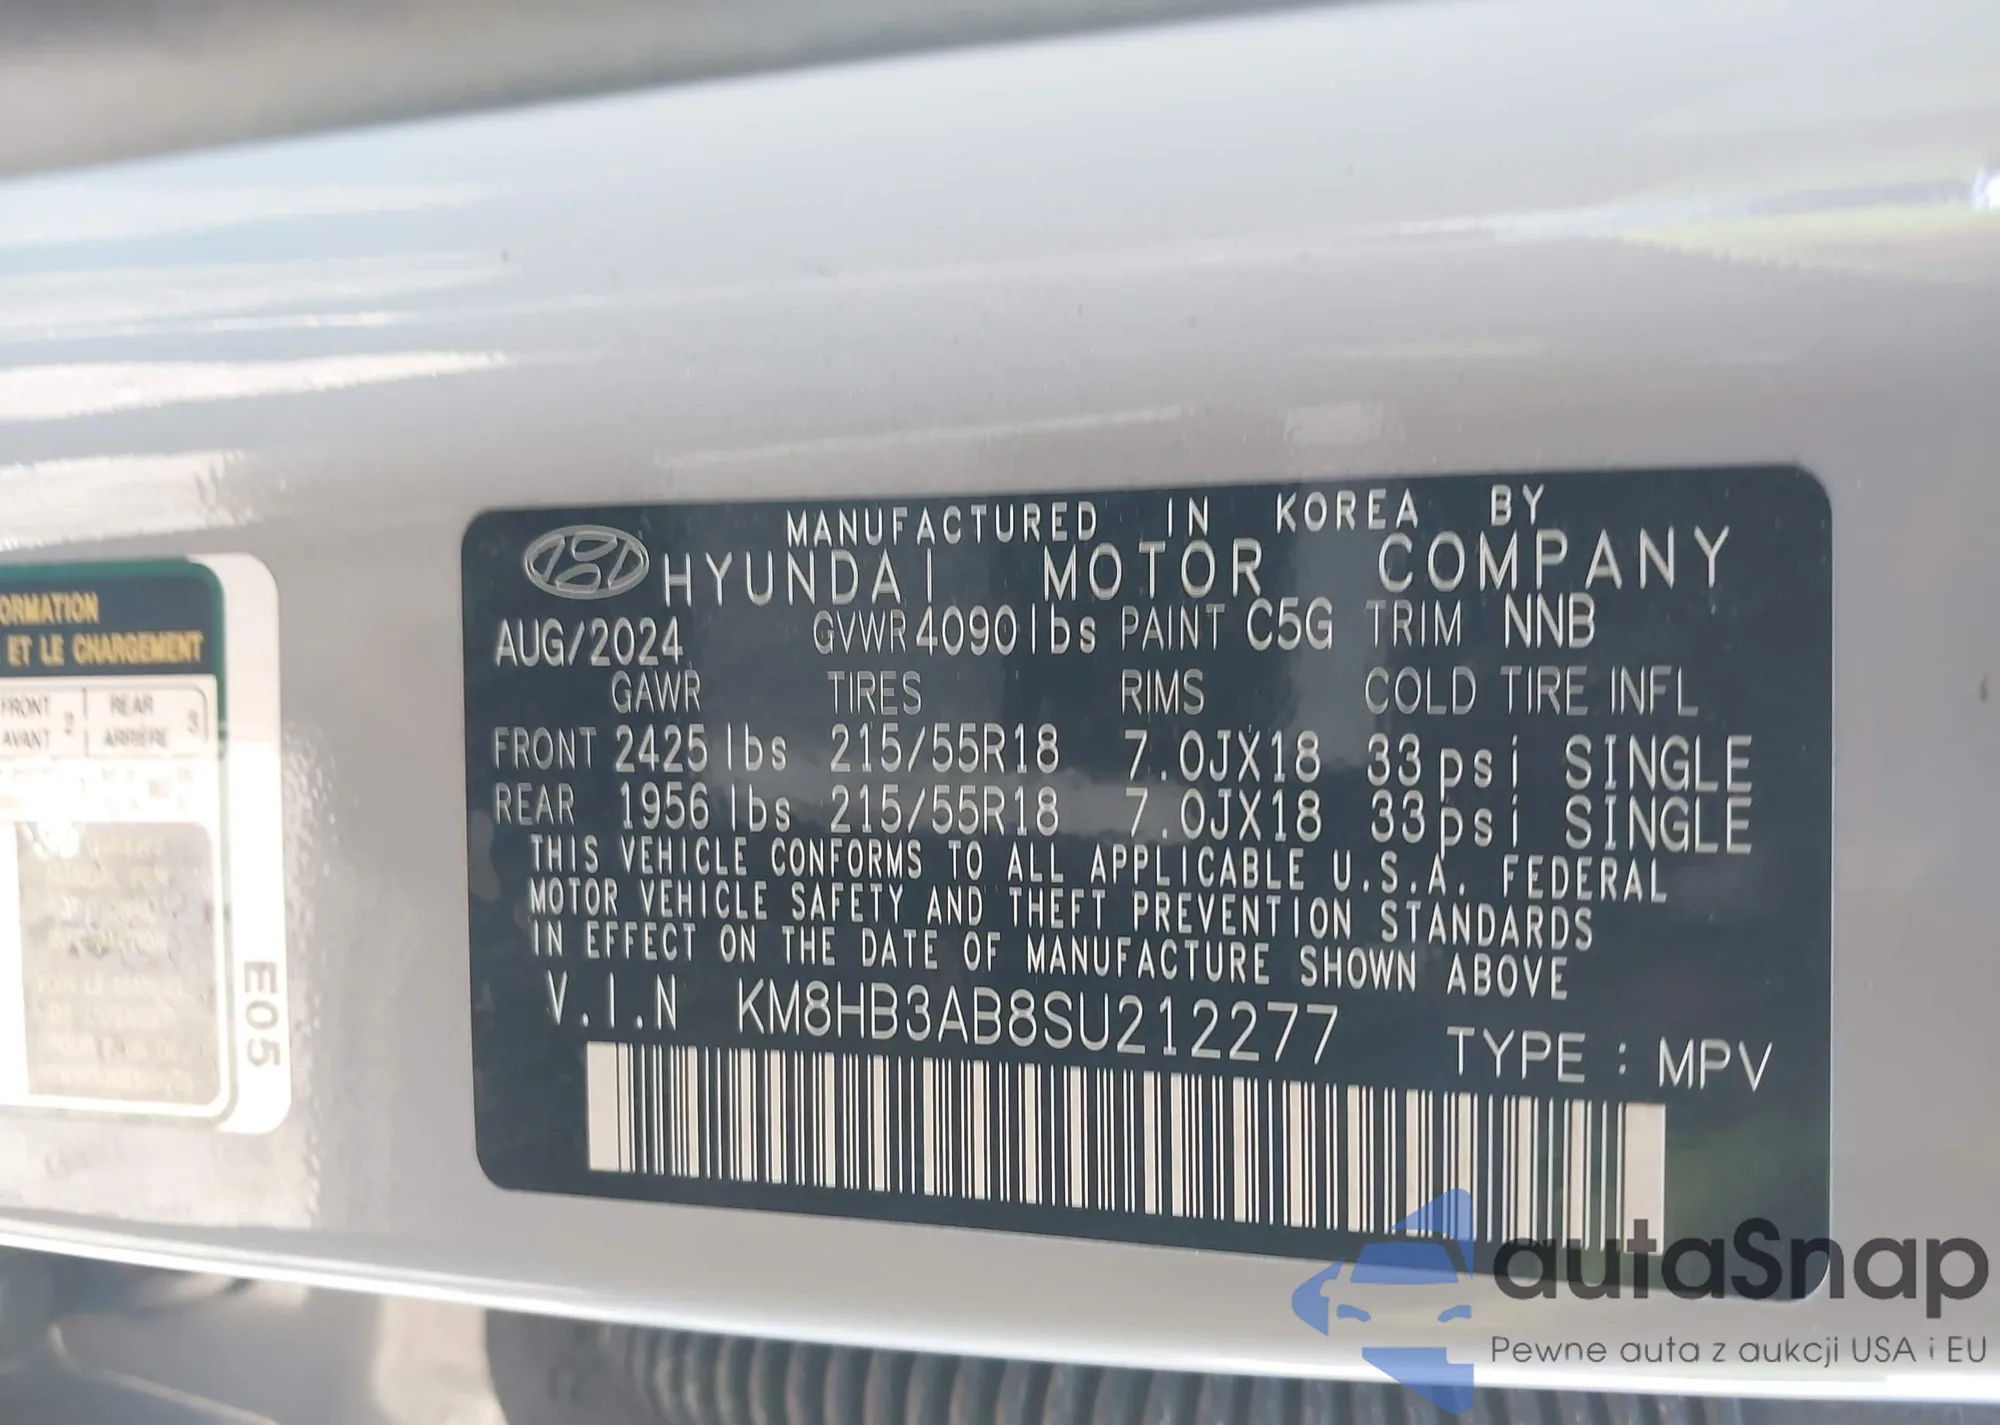 MANUFACTURED IN KOREA BY
HYUNDAI MOTOR COMPANY
AUG/2024 GVWR 4090 lbs PAINT C5G TRIM NNB
GAWR TIRES RIMS COLD TIRE INFL
FRONT 2425 lbs 215/55R18 7.0JX18 33 psi SINGLE
REAR 1956 lbs 215/55R18 7.0JX18 33psi SINGLE
THIS VEHICLE CONFORMS TO ALL APPLICABLE U.S.A. FEDERAL
MOTOR VEHICLE SAFETY AND THEFT PREVENTION STANDARDS
IN EFFECT ON THE DATE OF MANUFACTURE SHOWN ABOVE
V.I.N KM8HB3AB8SU212277 TYPE : MPV
ORMATION
ET LE CHARGEMENT
FRONT 2 REAR 3
AVANT ARRIÈRE
E05
autaSnap
Pewne auta z aukcji USA i EU